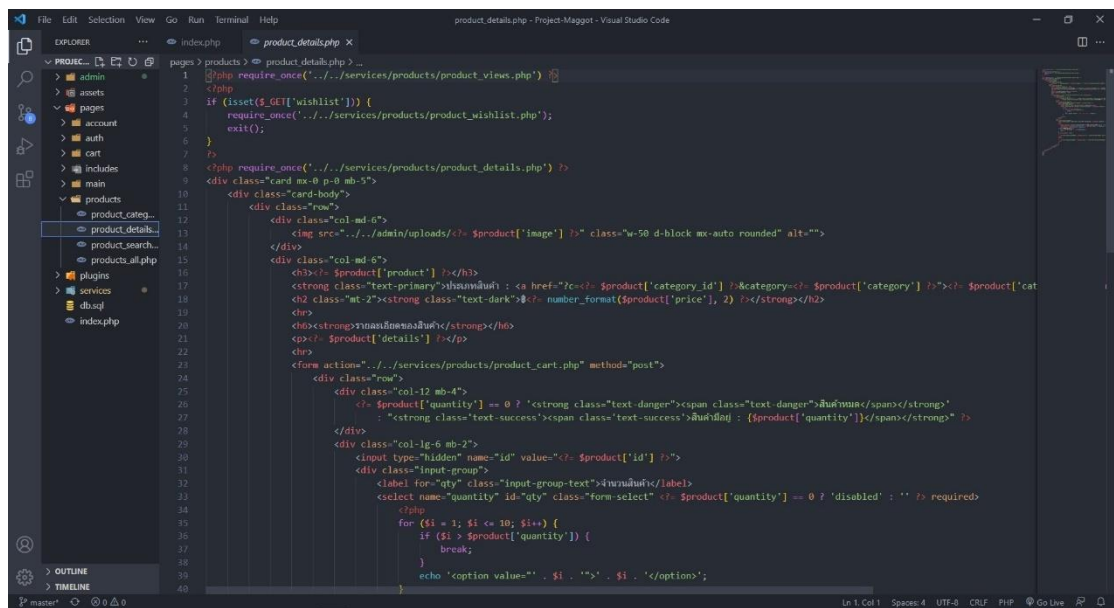 File Edit Selection View Go Run Terminal Help
product_details.php - Project-Maggot - Visual Studio Code
EXPLORER
index.php
product_details.php
PROJEC...
pages > products > product_details.php > ...
admin
assets
pages
account
auth
cart
includes
main
products
product_categ...
product_details...
product_search...
products_all.php
plugins
services
db.sql
index.php
OUTLINE
TIMELINE
1 <?php require_once('../../services/products/product_views.php') ?>
2 <?php
3 if (isset($_GET['wishlist'])) {
4 require_once('../../services/products/product_wishlist.php');
5 exit();
6 }
7 ?>
8 <?php require_once('../../services/products/product_details.php') ?>
9 <div class="card mx-0 p-0 mb-5">
10 <div class="card-body">
11 <div class="row">
12 <div class="col-md-6">
13 <img src="../../admin/uploads/<?= $product['image'] ?>" class="w-50 d-block mx-auto rounded" alt="">
14 </div>
15 <div class="col-md-6">
16 <h3><?= $product['product'] ?></h3>
17 <strong class="text-primary">ประเภทสินค้า : <a href="?c=<?= $product['category_id'] ?>&category=<?= $product['category'] ?>"><?= $product['cat
18 <h2 class="mt-2"><strong class="text-dark">฿<?= number_format($product['price'], 2) ?></strong></h2>
19 <hr>
20 <h6><strong>รายละเอียดของสินค้า</strong></h6>
21 <p><?= $product['details'] ?></p>
22 <hr>
23 <form action="../../services/products/product_cart.php" method="post">
24 <div class="row">
25 <div class="col-12 mb-4">
26 <?= $product['quantity'] == 0 ? '<strong class="text-danger"><span class="text-danger">สินค้าหมด</span></strong>'
27 : "<strong class='text-success'><span class='text-success'>สินค้ามีอยู่ : {$product['quantity']}</span></strong>" ?>
28 </div>
29 <div class="col-lg-6 mb-2">
30 <input type="hidden" name="id" value="<?= $product['id'] ?>">
31 <div class="input-group">
32 <label for="qty" class="input-group-text">จำนวนสินค้า</label>
33 <select name="quantity" id="qty" class="form-select" <?= $product['quantity'] == 0 ? 'disabled' : '' ?> required>
34 <?php
35 for ($i = 1; $i <= 10; $i++) {
36 if ($i > $product['quantity']) {
37 break;
38 }
39 echo '<option value="' . $i . '">' . $i . '</option>';
40 }
master* 0 0
Ln 1, Col 1 Spaces: 4 UTF-8 CRLF PHP Go Live